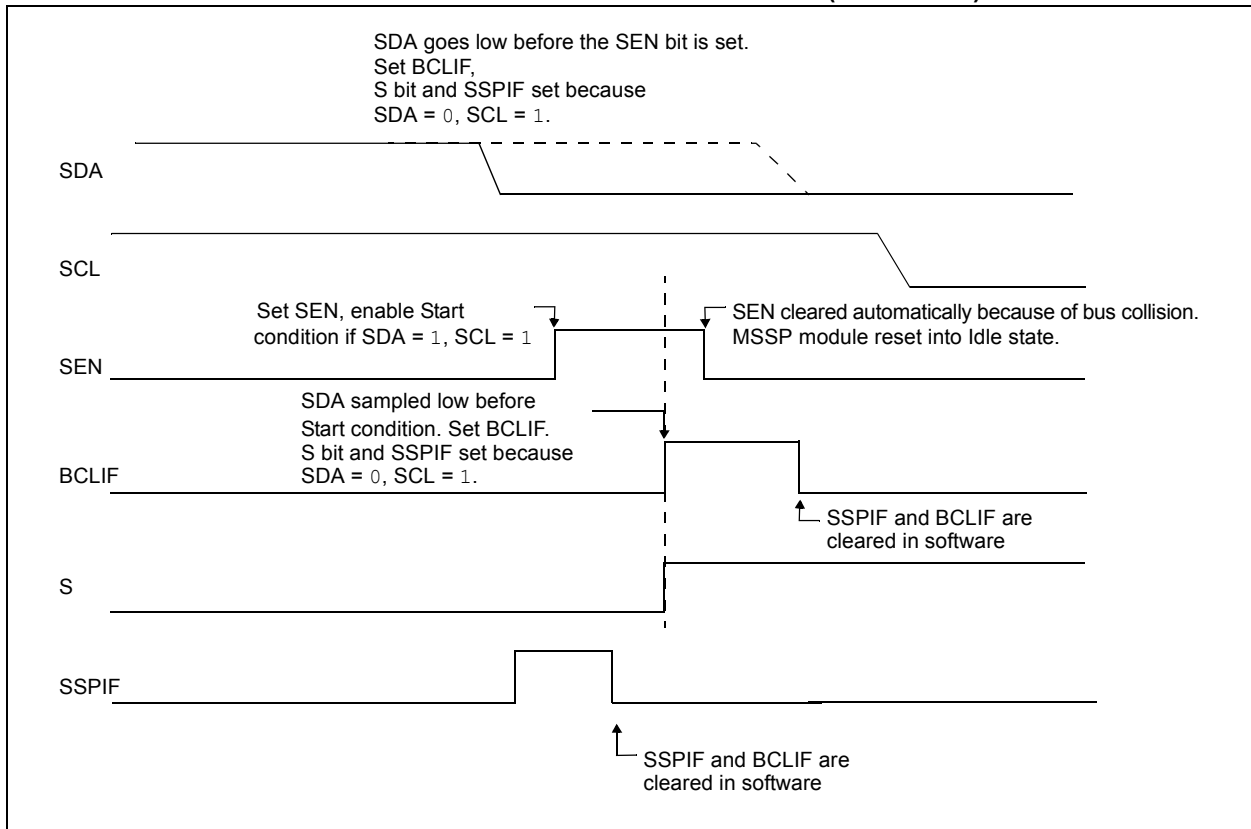 SDA goes low before the SEN bit is set.
Set BCLIF,
S bit and SSPIF set because
SDA = 0, SCL = 1.
SDA
SCL
Set SEN, enable Start
condition if SDA = 1, SCL = 1
SEN cleared automatically because of bus collision.
MSSP module reset into Idle state.
SEN
SDA sampled low before
Start condition. Set BCLIF.
S bit and SSPIF set because
SDA = 0, SCL = 1.
BCLIF
SSPIF and BCLIF are
cleared in software
S
SSPIF
SSPIF and BCLIF are
cleared in software